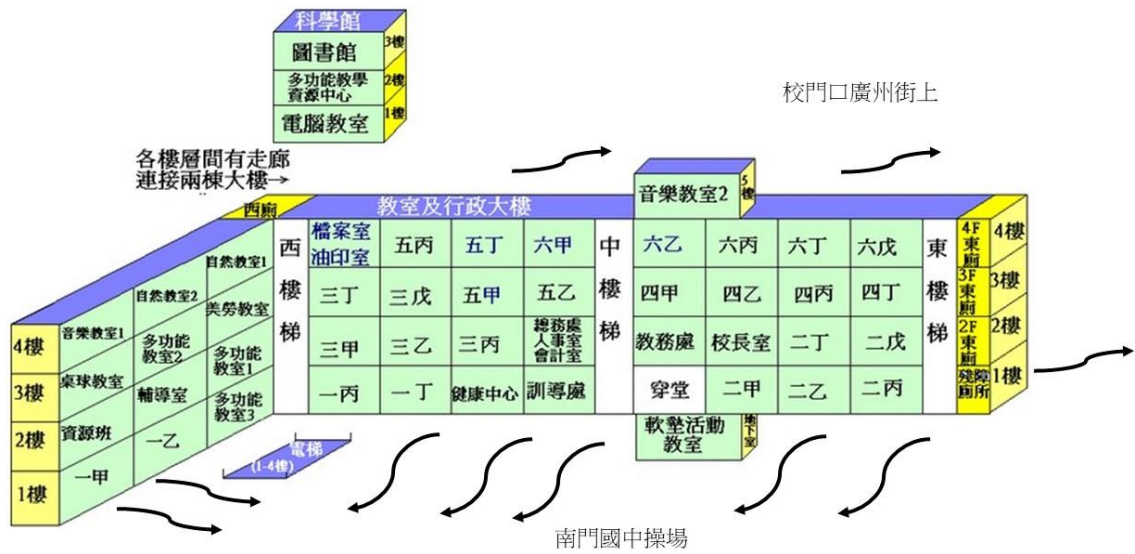 科學館
圖書館
3樓
多功能教學
資源中心
2樓
電腦教室
1樓
校門口廣州街上
各樓層間有走廊
連接兩棟大樓→
音樂教室2
5樓
西廁
教室及行政大樓
西樓梯
檔案室
油印室
五丙
五丁
六甲
中樓梯
六乙
六丙
六丁
六戊
東樓梯
4F東廁
4樓
三丁
三戊
五甲
五乙
四甲
四乙
四丙
四丁
3F東廁
3樓
三甲
三乙
三丙
總務處
人事室
會計室
教務處
校長室
二丁
二戊
2F東廁
2樓
一丙
一丁
健康中心
訓導處
穿堂
二甲
二乙
二丙
殘障廁所
1樓
4樓
音樂教室1
自然教室2
自然教室1
3樓
桌球教室
多功能
教室2
美勞教室
2樓
資源班
輔導室
多功能
教室1
1樓
一甲
一乙
多功能
教室3
電梯
(1-4樓)
軟墊活動
教室
地下室
南門國中操場